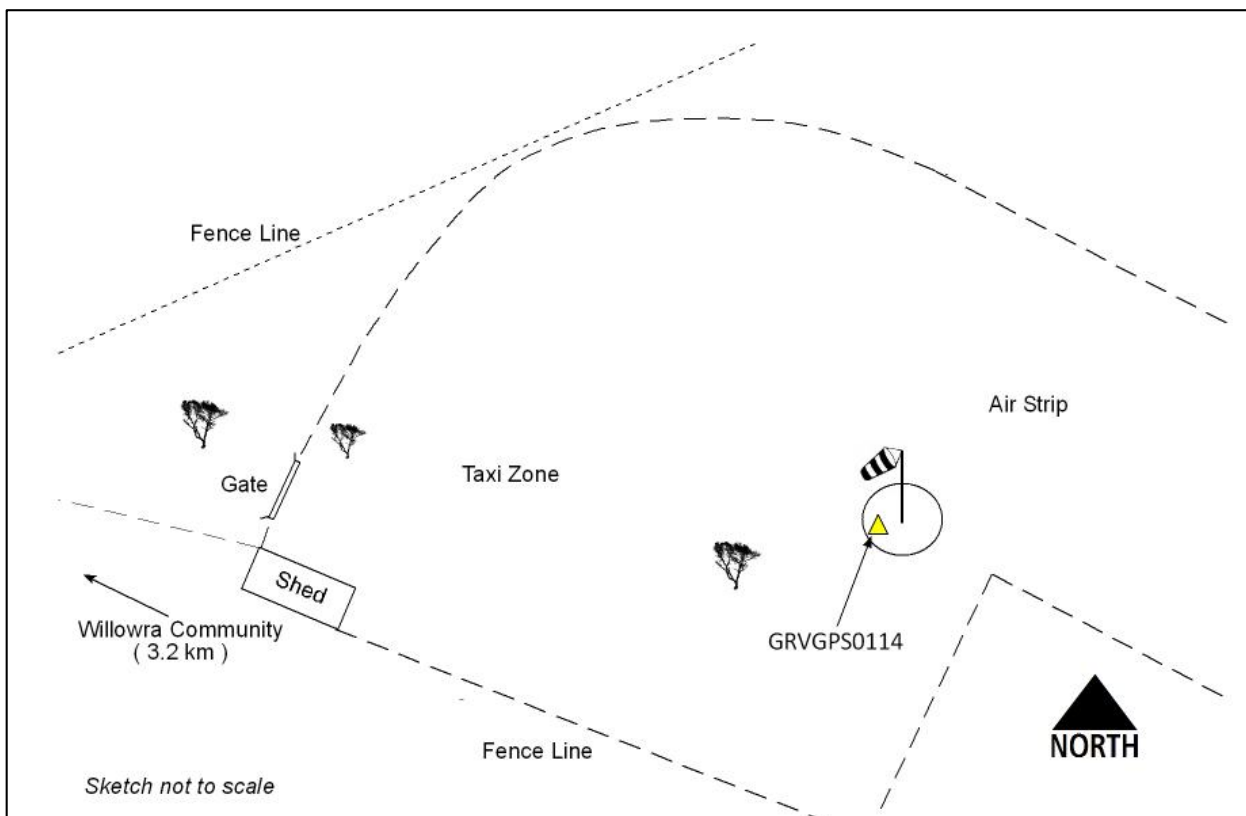 Fence Line
Air Strip
Taxi Zone
Gate
Shed
Willowra Community
( 3.2 km )
GRVGPS0114
NORTH
Fence Line
Sketch not to scale